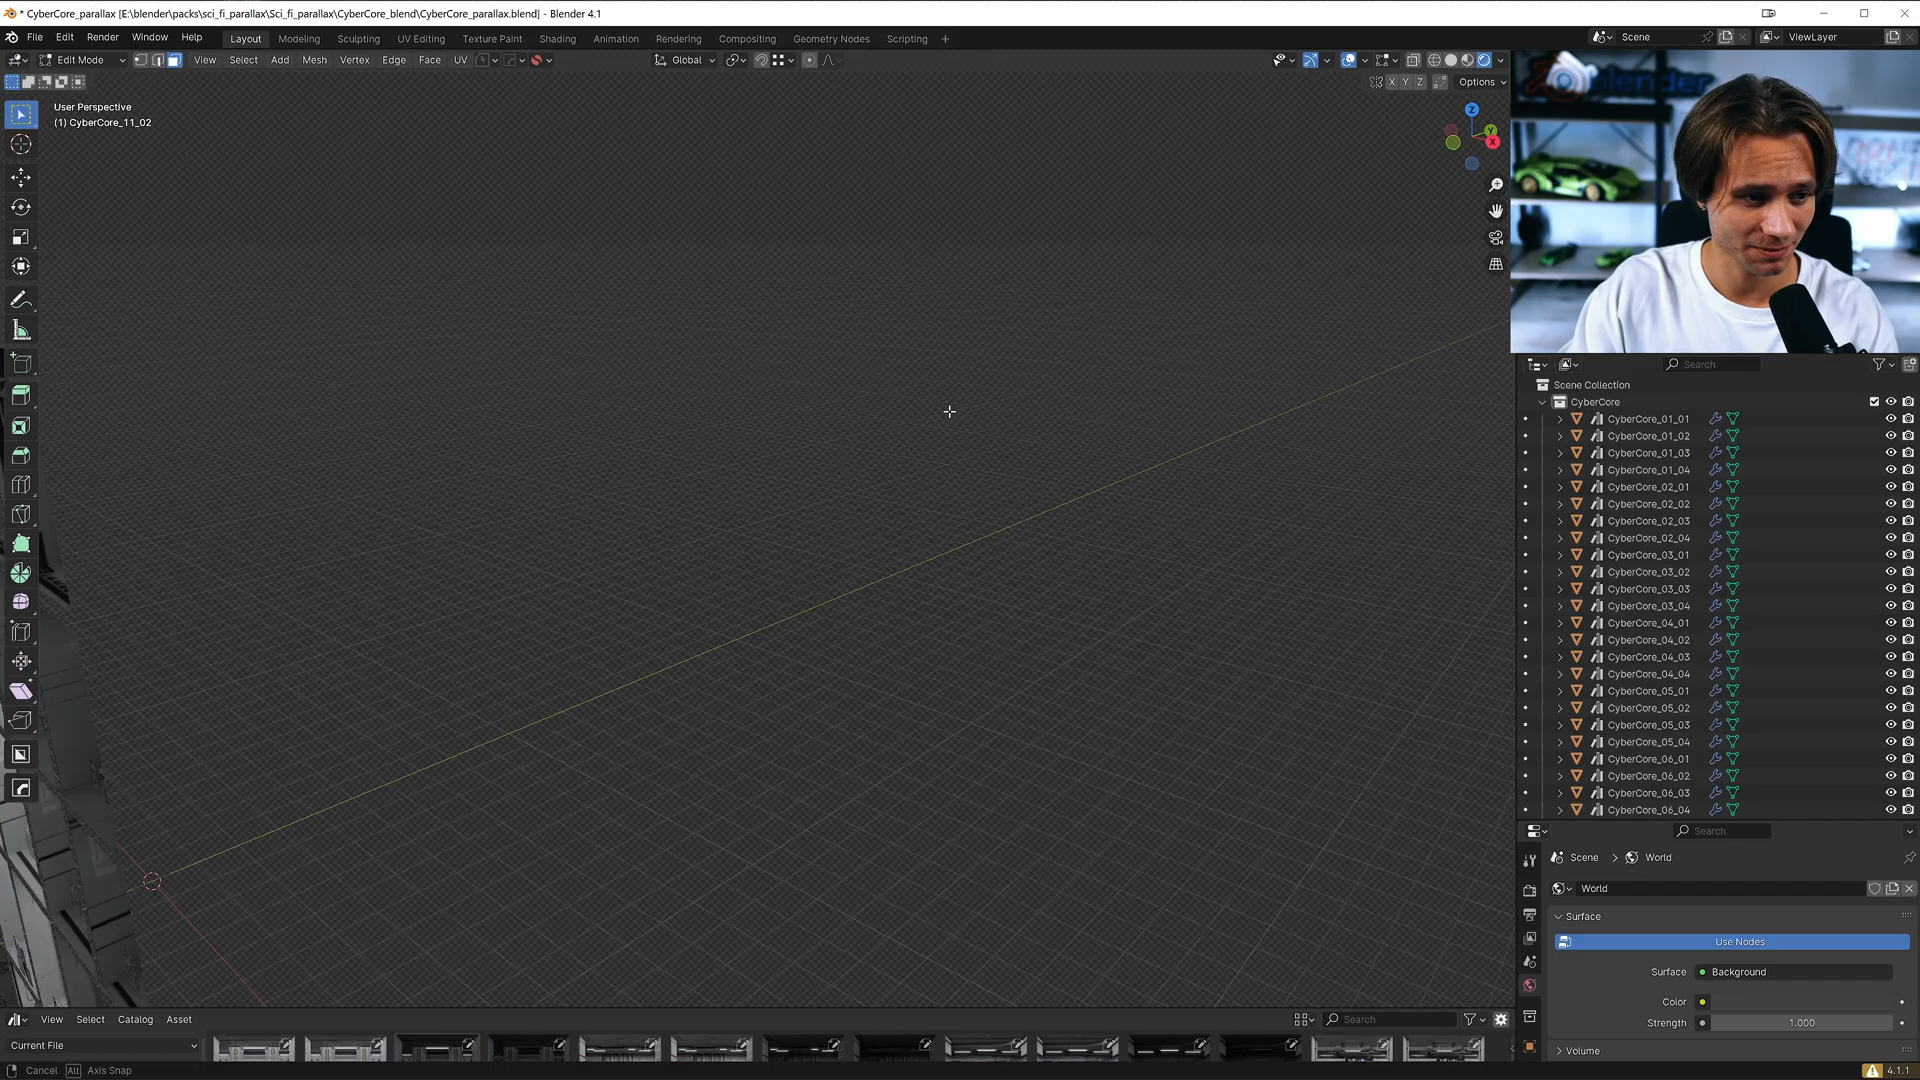 * CyberCore_parallax [E:\blender\packs\sci_fi_parallax\Sci_fi_parallax\CyberCore_blend\CyberCore_parallax.blend] - Blender 4.1
File Edit Render Window Help Layout Modeling Sculpting UV Editing Texture Paint Shading Animation Rendering Compositing Geometry Nodes Scripting + Scene ViewLayer
Edit Mode View Select Add Mesh Vertex Edge Face UV Global
X Y Z Options
User Perspective
(1) CyberCore_11_02
Z
Y
X
blender
Search
Scene Collection
CyberCore
CyberCore_01_01
CyberCore_01_02
CyberCore_01_03
CyberCore_01_04
CyberCore_02_01
CyberCore_02_02
CyberCore_02_03
CyberCore_02_04
CyberCore_03_01
CyberCore_03_02
CyberCore_03_03
CyberCore_03_04
CyberCore_04_01
CyberCore_04_02
CyberCore_04_03
CyberCore_04_04
CyberCore_05_01
CyberCore_05_02
CyberCore_05_03
CyberCore_05_04
CyberCore_06_01
CyberCore_06_02
CyberCore_06_03
CyberCore_06_04
Search
Scene > World
World
Surface
Use Nodes
Surface Background
Color
Strength 1.000
Volume
View Select Catalog Asset Search
Current File
Cancel Alt Axis Snap 4.1.1